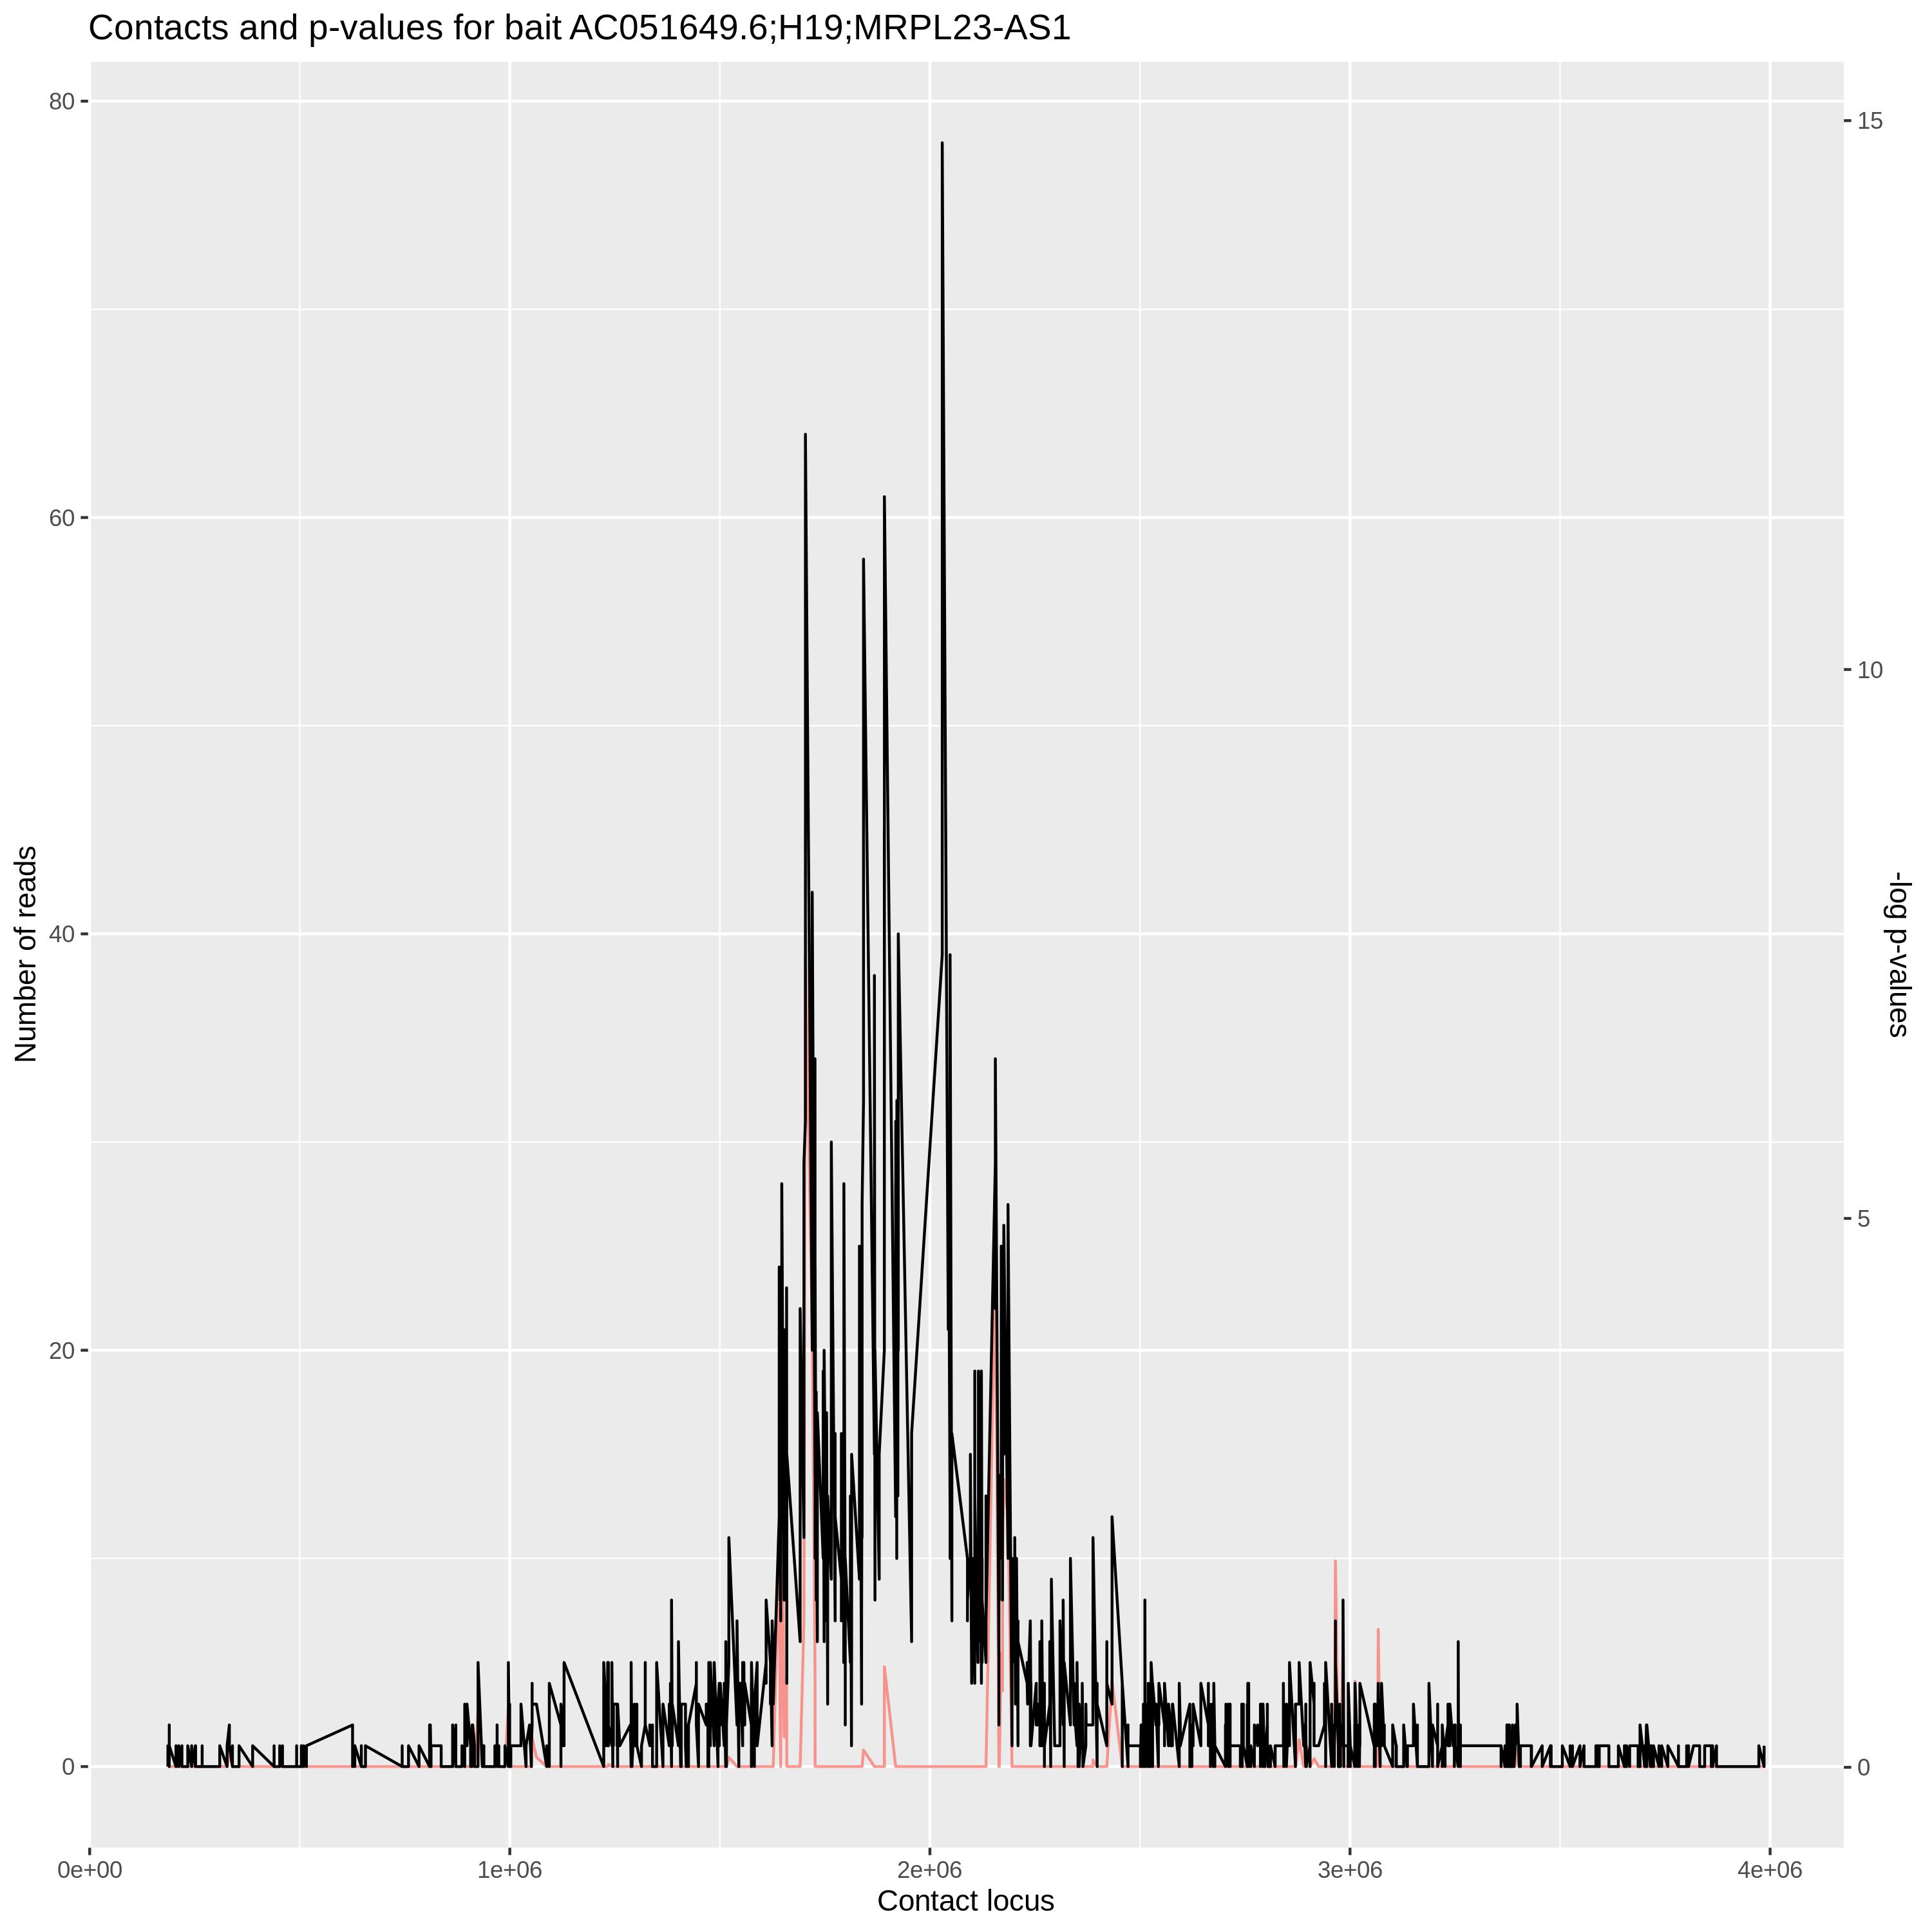 Contacts and p-values for bait AC051649.6;H19;MRPL23-AS1
80
60
40
20
0
Number of reads
15
10
5
0
-log p-values
0e+00
1e+06
2e+06
3e+06
4e+06
Contact locus